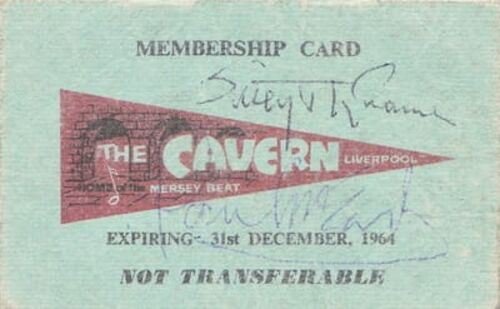 MEMBERSHIP CARD
THE CAVERN LIVERPOOL
HOME of the MERSEY BEAT
EXPIRING- 31st DECEMBER, 1964
NOT TRANSFERABLE